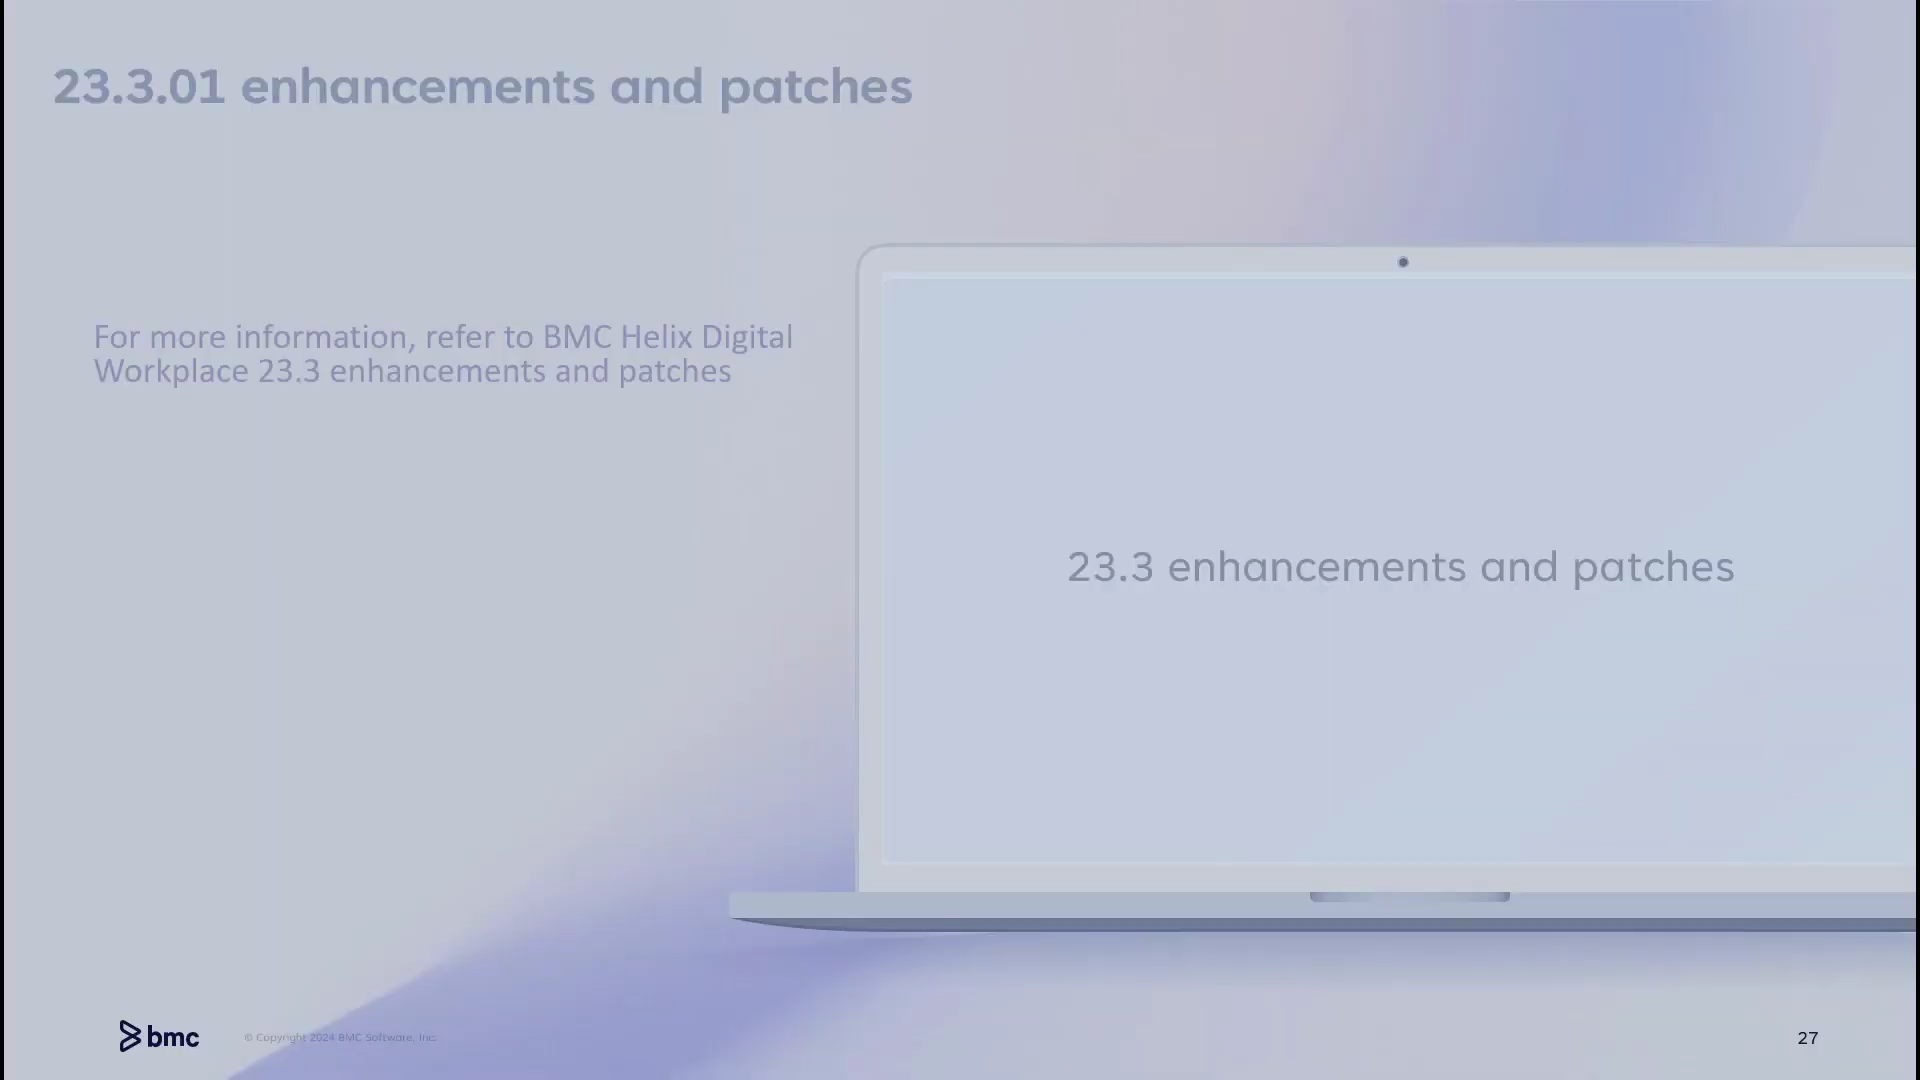 23.3.01 enhancements and patches
For more information, refer to BMC Helix Digital
Workplace 23.3 enhancements and patches
23.3 enhancements and patches
bmc
© Copyright 2024 BMC Software, Inc.
27